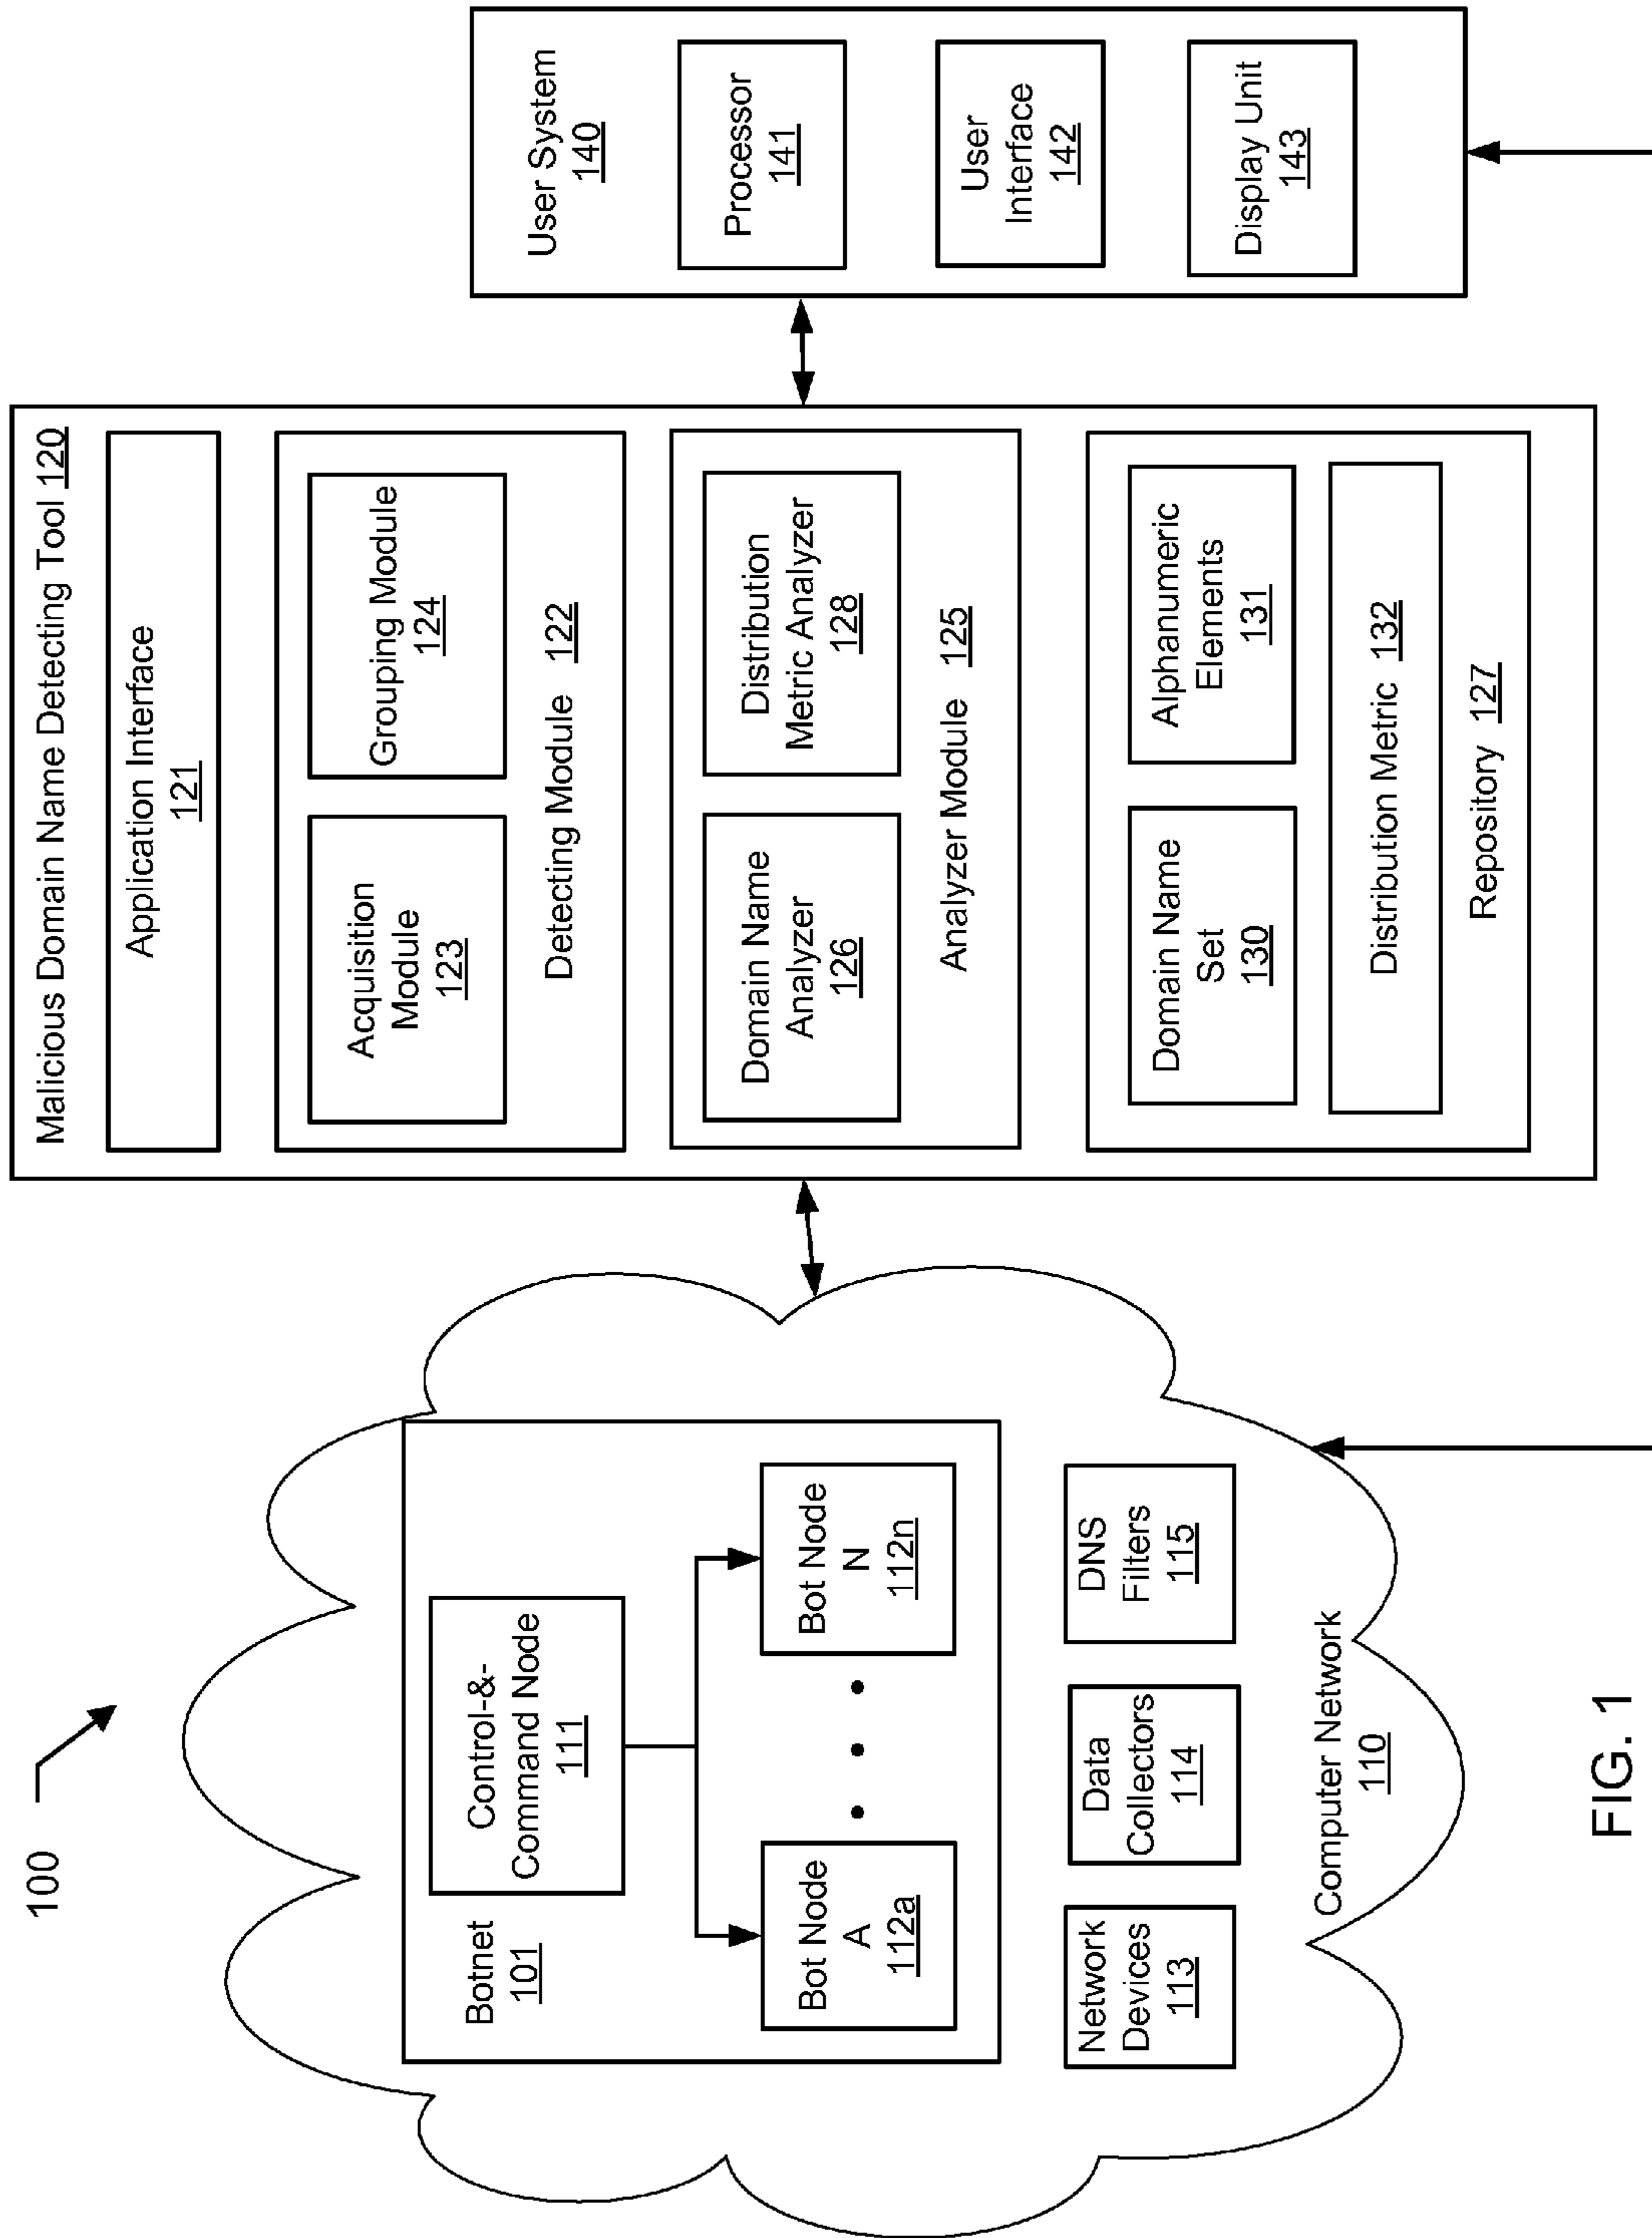 100
Botnet
101
Control-&-
Command Node
111
Bot Node
A
112a
Bot Node
N
112n
Network
Devices
113
Data
Collectors
114
DNS
Filters
115
Computer Network
110
Malicious Domain Name Detecting Tool 120
Application Interface
121
Acquisition
Module
123
Grouping Module
124
Detecting Module 122
Domain Name
Analyzer
126
Distribution
Metric Analyzer
128
Analyzer Module 125
Domain Name
Set
130
Alphanumeric
Elements
131
Distribution Metric 132
Repository 127
User System
140
Processor
141
User
Interface
142
Display Unit
143
FIG. 1